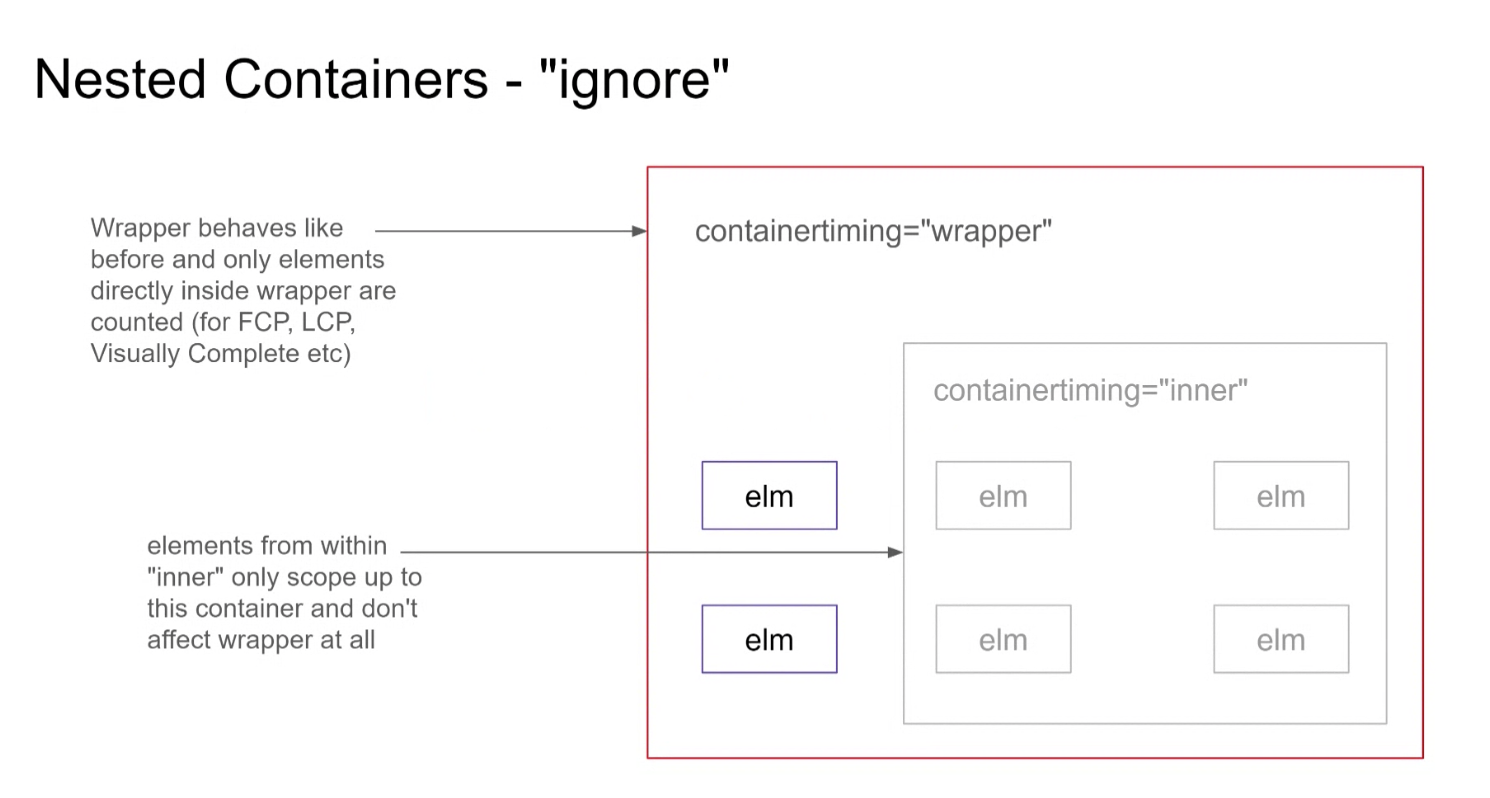 Nested Containers - "ignore"
Wrapper behaves like
before and only elements
directly inside wrapper are
counted (for FCP, LCP,
Visually Complete etc)
containertiming="wrapper"
containertiming="inner"
elm
elm
elm
elements from within
"inner" only scope up to
this container and don't
affect wrapper at all
elm
elm
elm